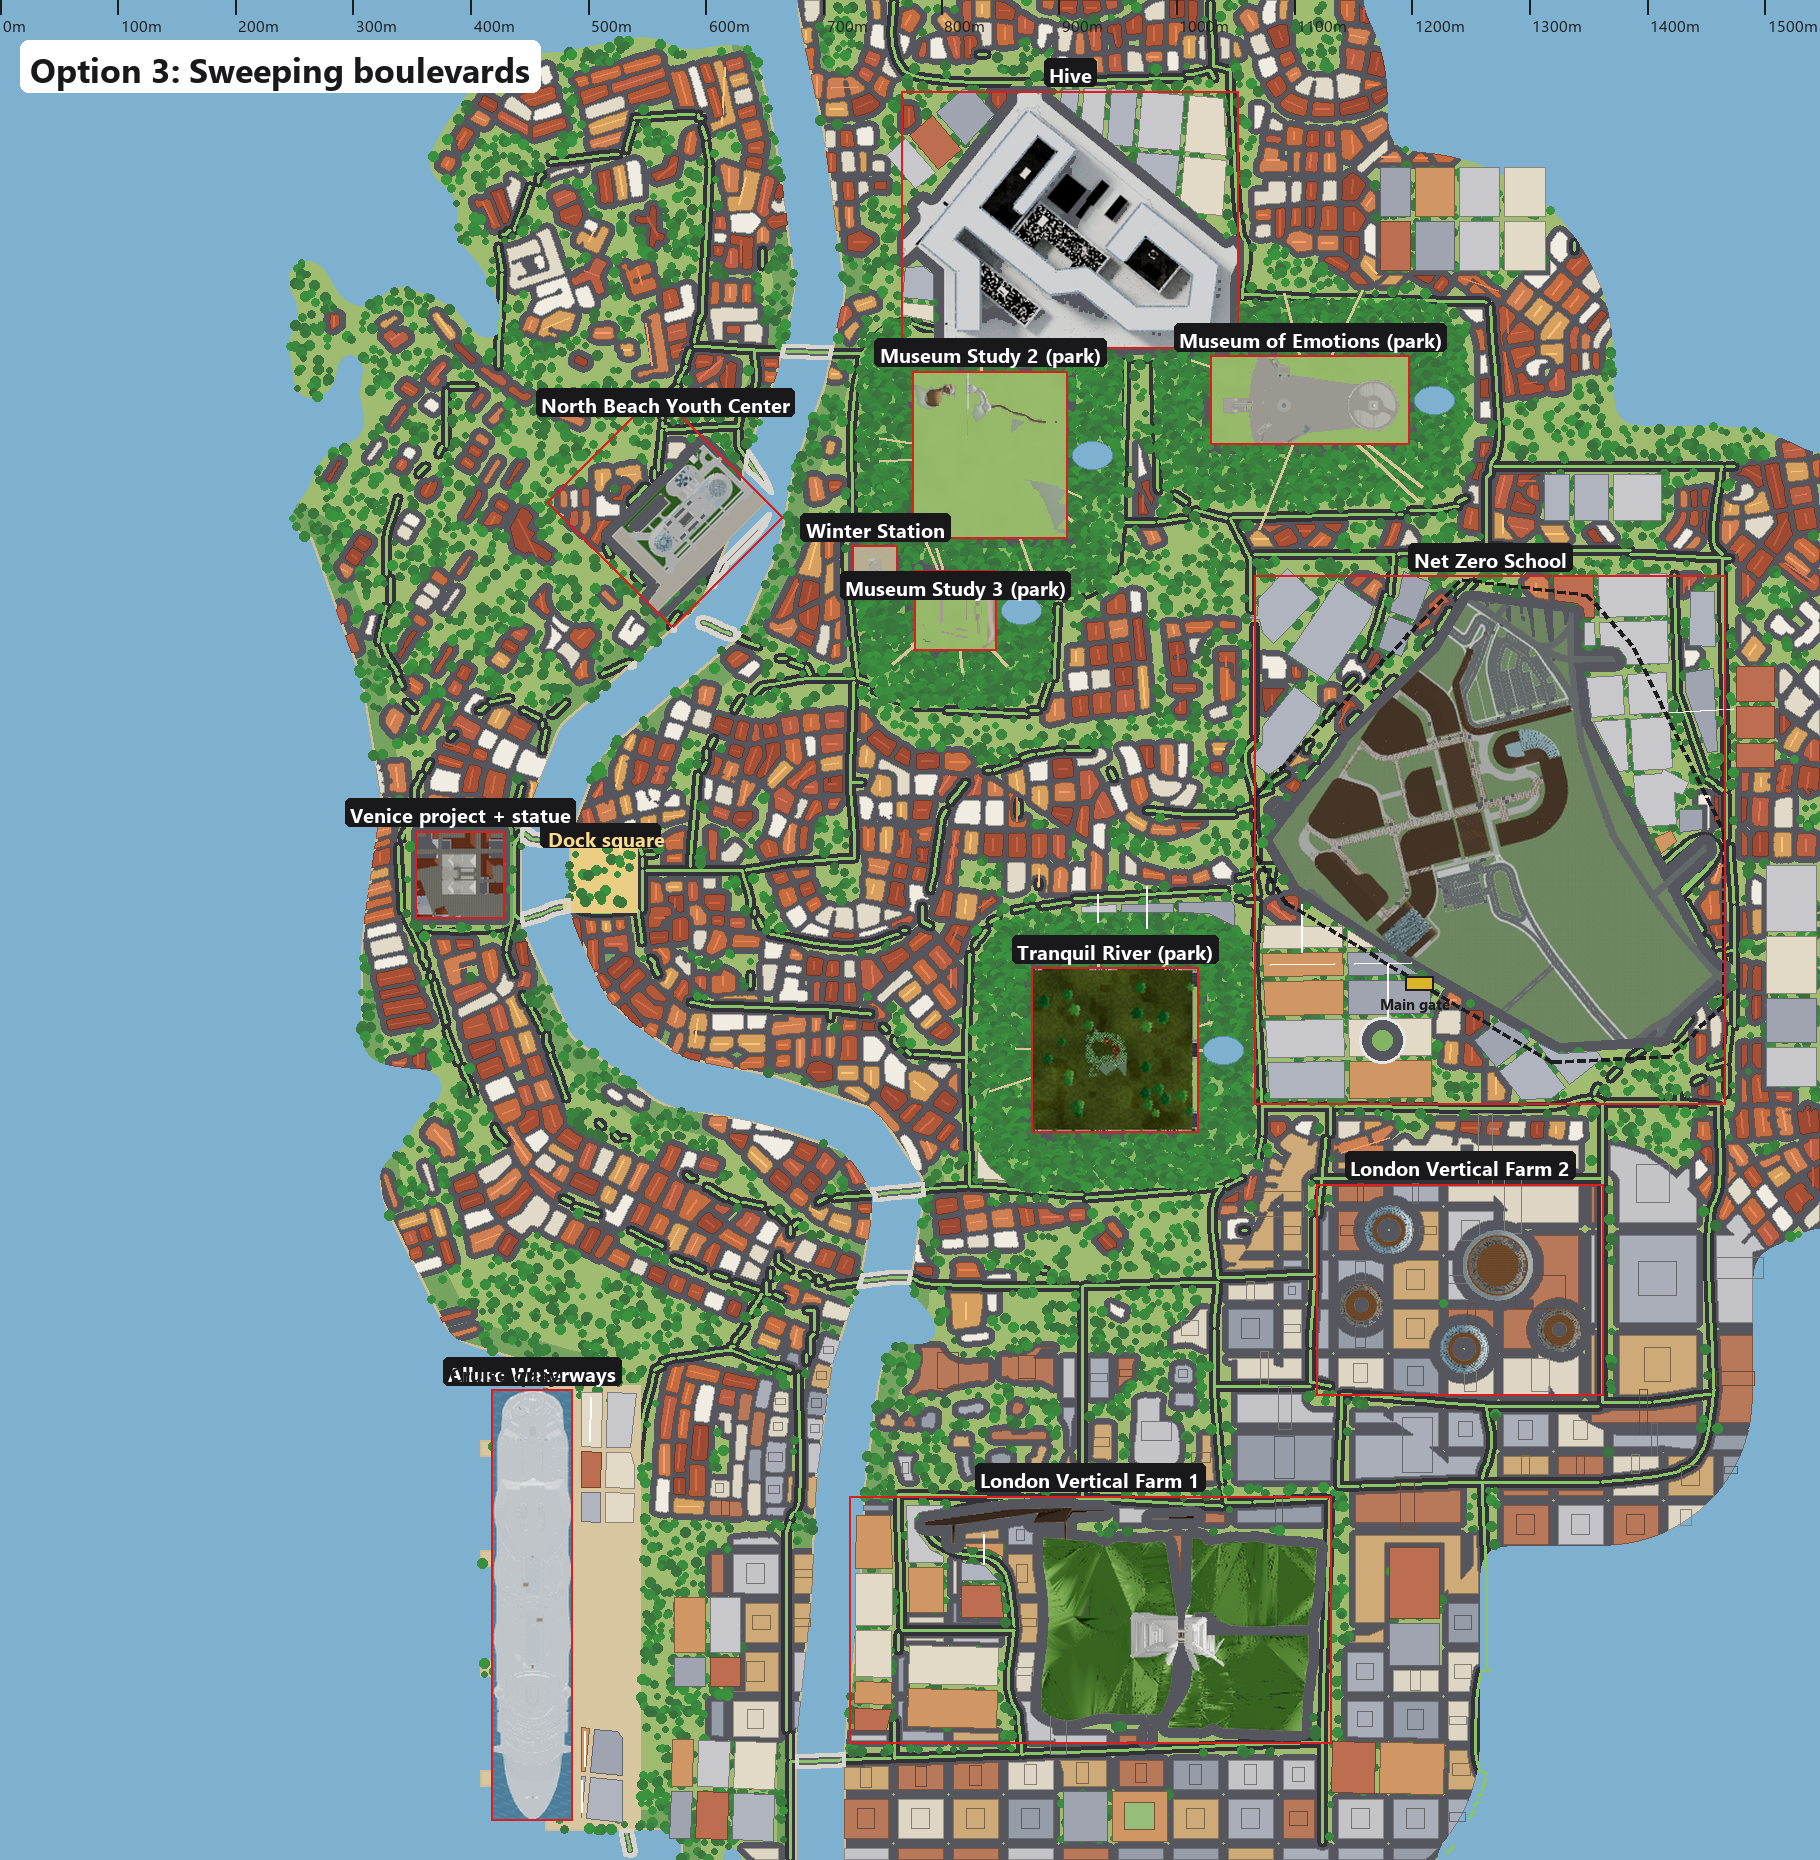 0m 100m 200m 300m 400m 500m 600m 700m 800m 900m 1000m 1100m 1200m 1300m 1400m 1500m
Option 3: Sweeping boulevards
Hive
Museum Study 2 (park)
Museum of Emotions (park)
North Beach Youth Center
Winter Station
Net Zero School
Museum Study 3 (park)
Venice project + statue
Dock square
Tranquil River (park)
Main gate
London Vertical Farm 2
Allure Waterways
London Vertical Farm 1